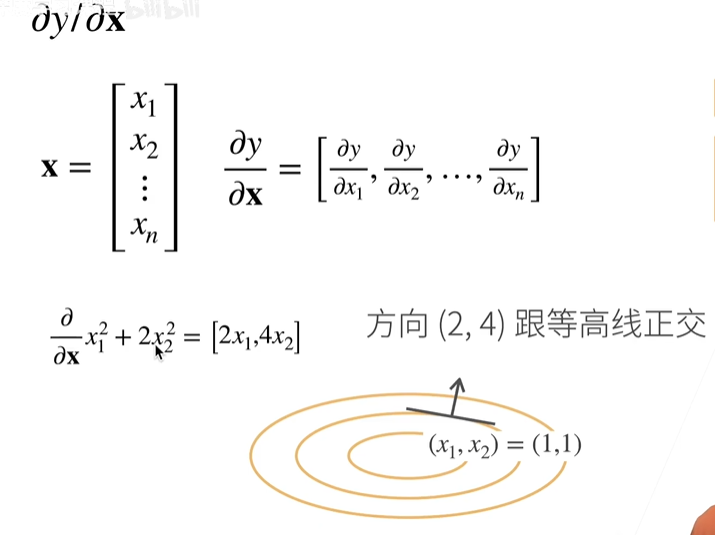 ∂y/∂x
bilibili
x = [x₁ x₂ ⋮ xₙ] ∂y/∂x = [∂y/∂x₁, ∂y/∂x₂, …, ∂y/∂xₙ]
∂/∂x x₁² + 2x₂² = [2x₁,4x₂]
方向 (2, 4) 跟等高线正交
(x₁, x₂) = (1,1)